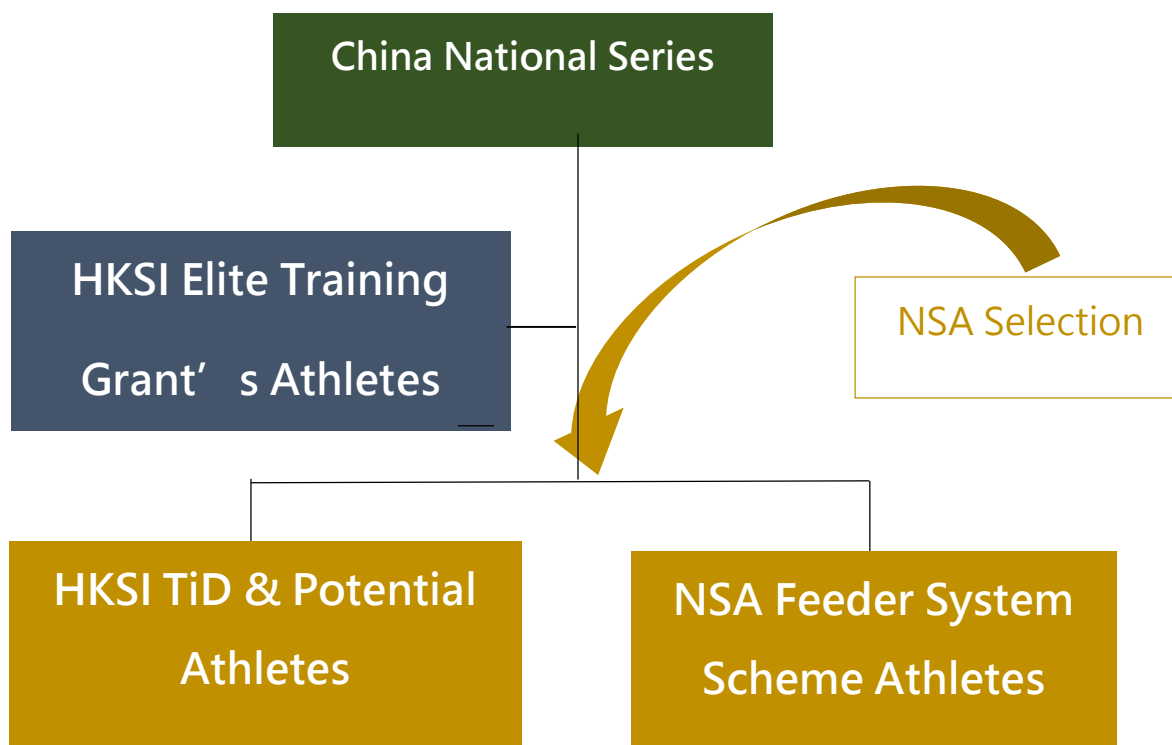 China National Series
HKSI Elite Training
Grant’s Athletes
NSA Selection
HKSI TiD & Potential
Athletes
NSA Feeder System
Scheme Athletes